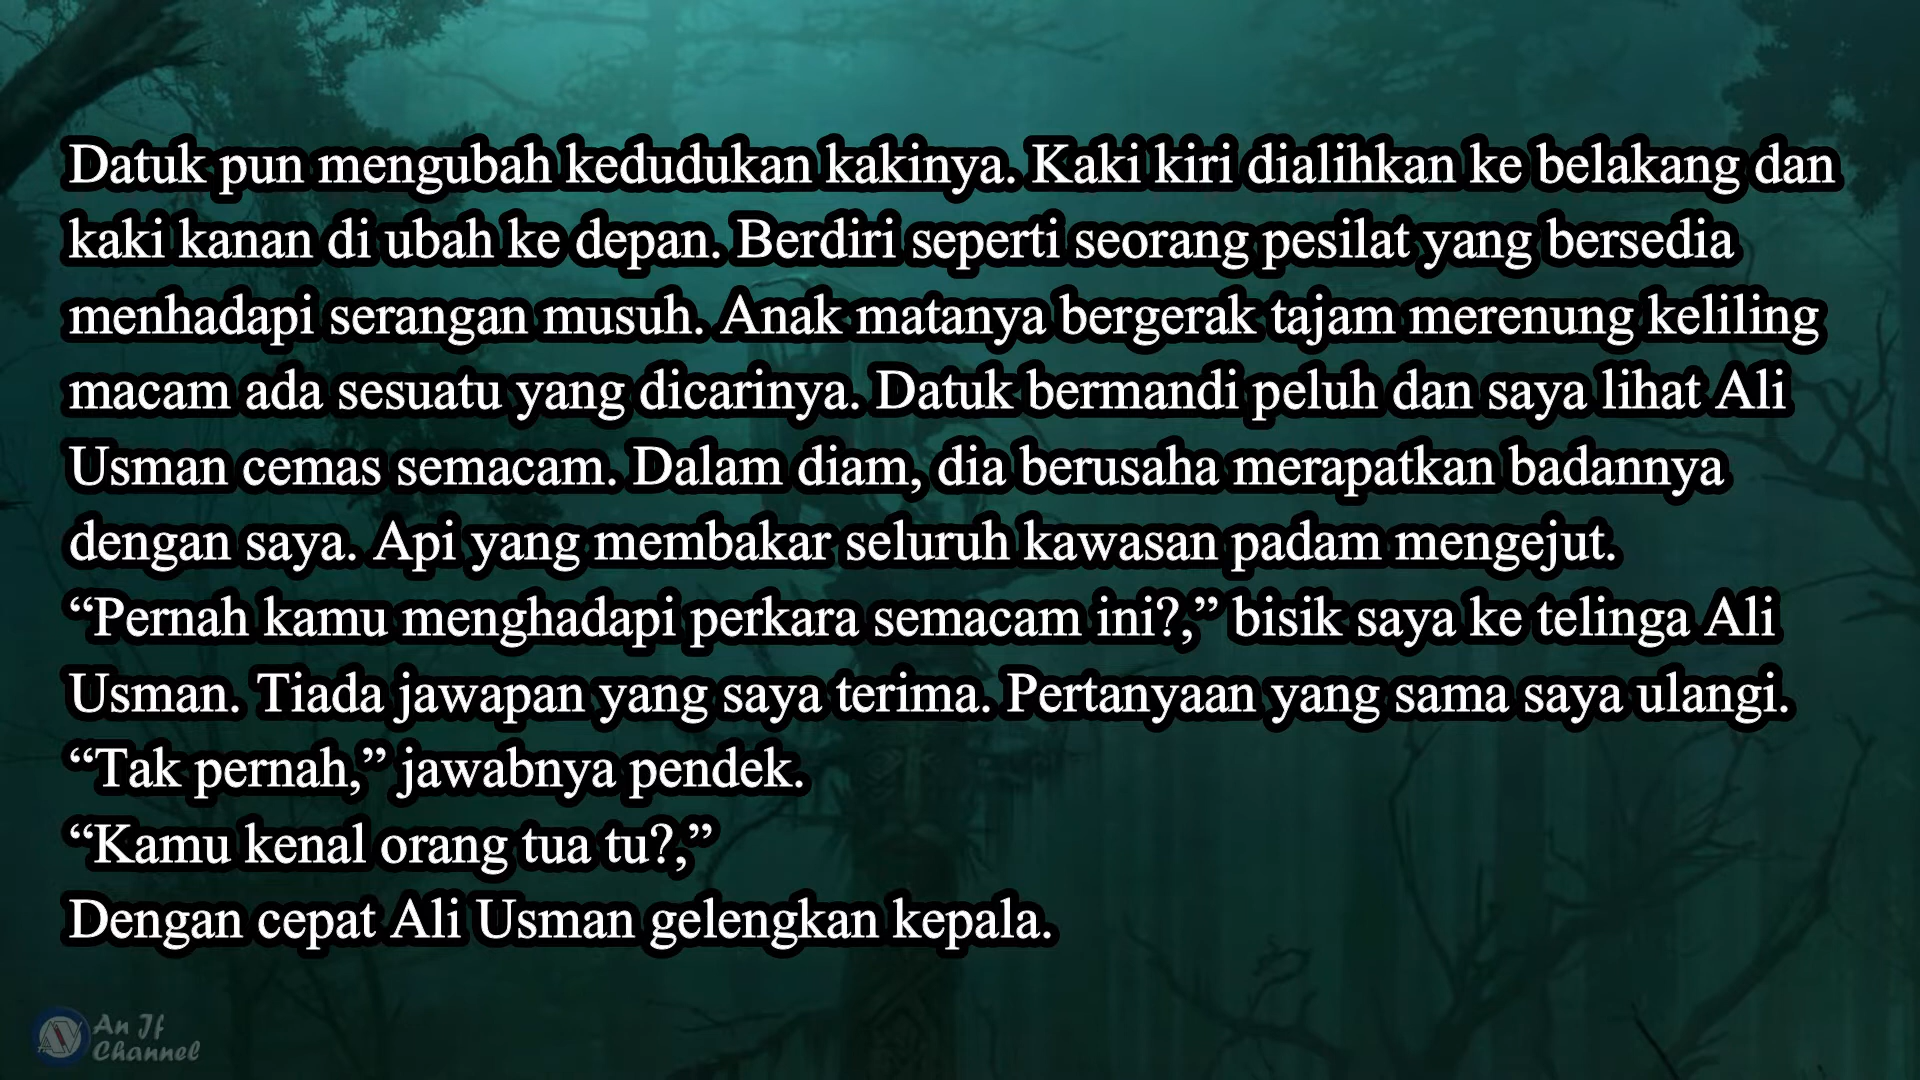 Datuk pun mengubah kedudukan kakinya. Kaki kiri dialihkan ke belakang dan
kaki kanan di ubah ke depan. Berdiri seperti seorang pesilat yang bersedia
menhadapi serangan musuh. Anak matanya bergerak tajam merenung keliling
macam ada sesuatu yang dicarinya. Datuk bermandi peluh dan saya lihat Ali
Usman cemas semacam. Dalam diam, dia berusaha merapatkan badannya
dengan saya. Api yang membakar seluruh kawasan padam mengejut.
“Pernah kamu menghadapi perkara semacam ini?,” bisik saya ke telinga Ali
Usman. Tiada jawapan yang saya terima. Pertanyaan yang sama saya ulangi.
“Tak pernah,” jawabnya pendek.
“Kamu kenal orang tua tu?,”
Dengan cepat Ali Usman gelengkan kepala.
An Jf
Channel